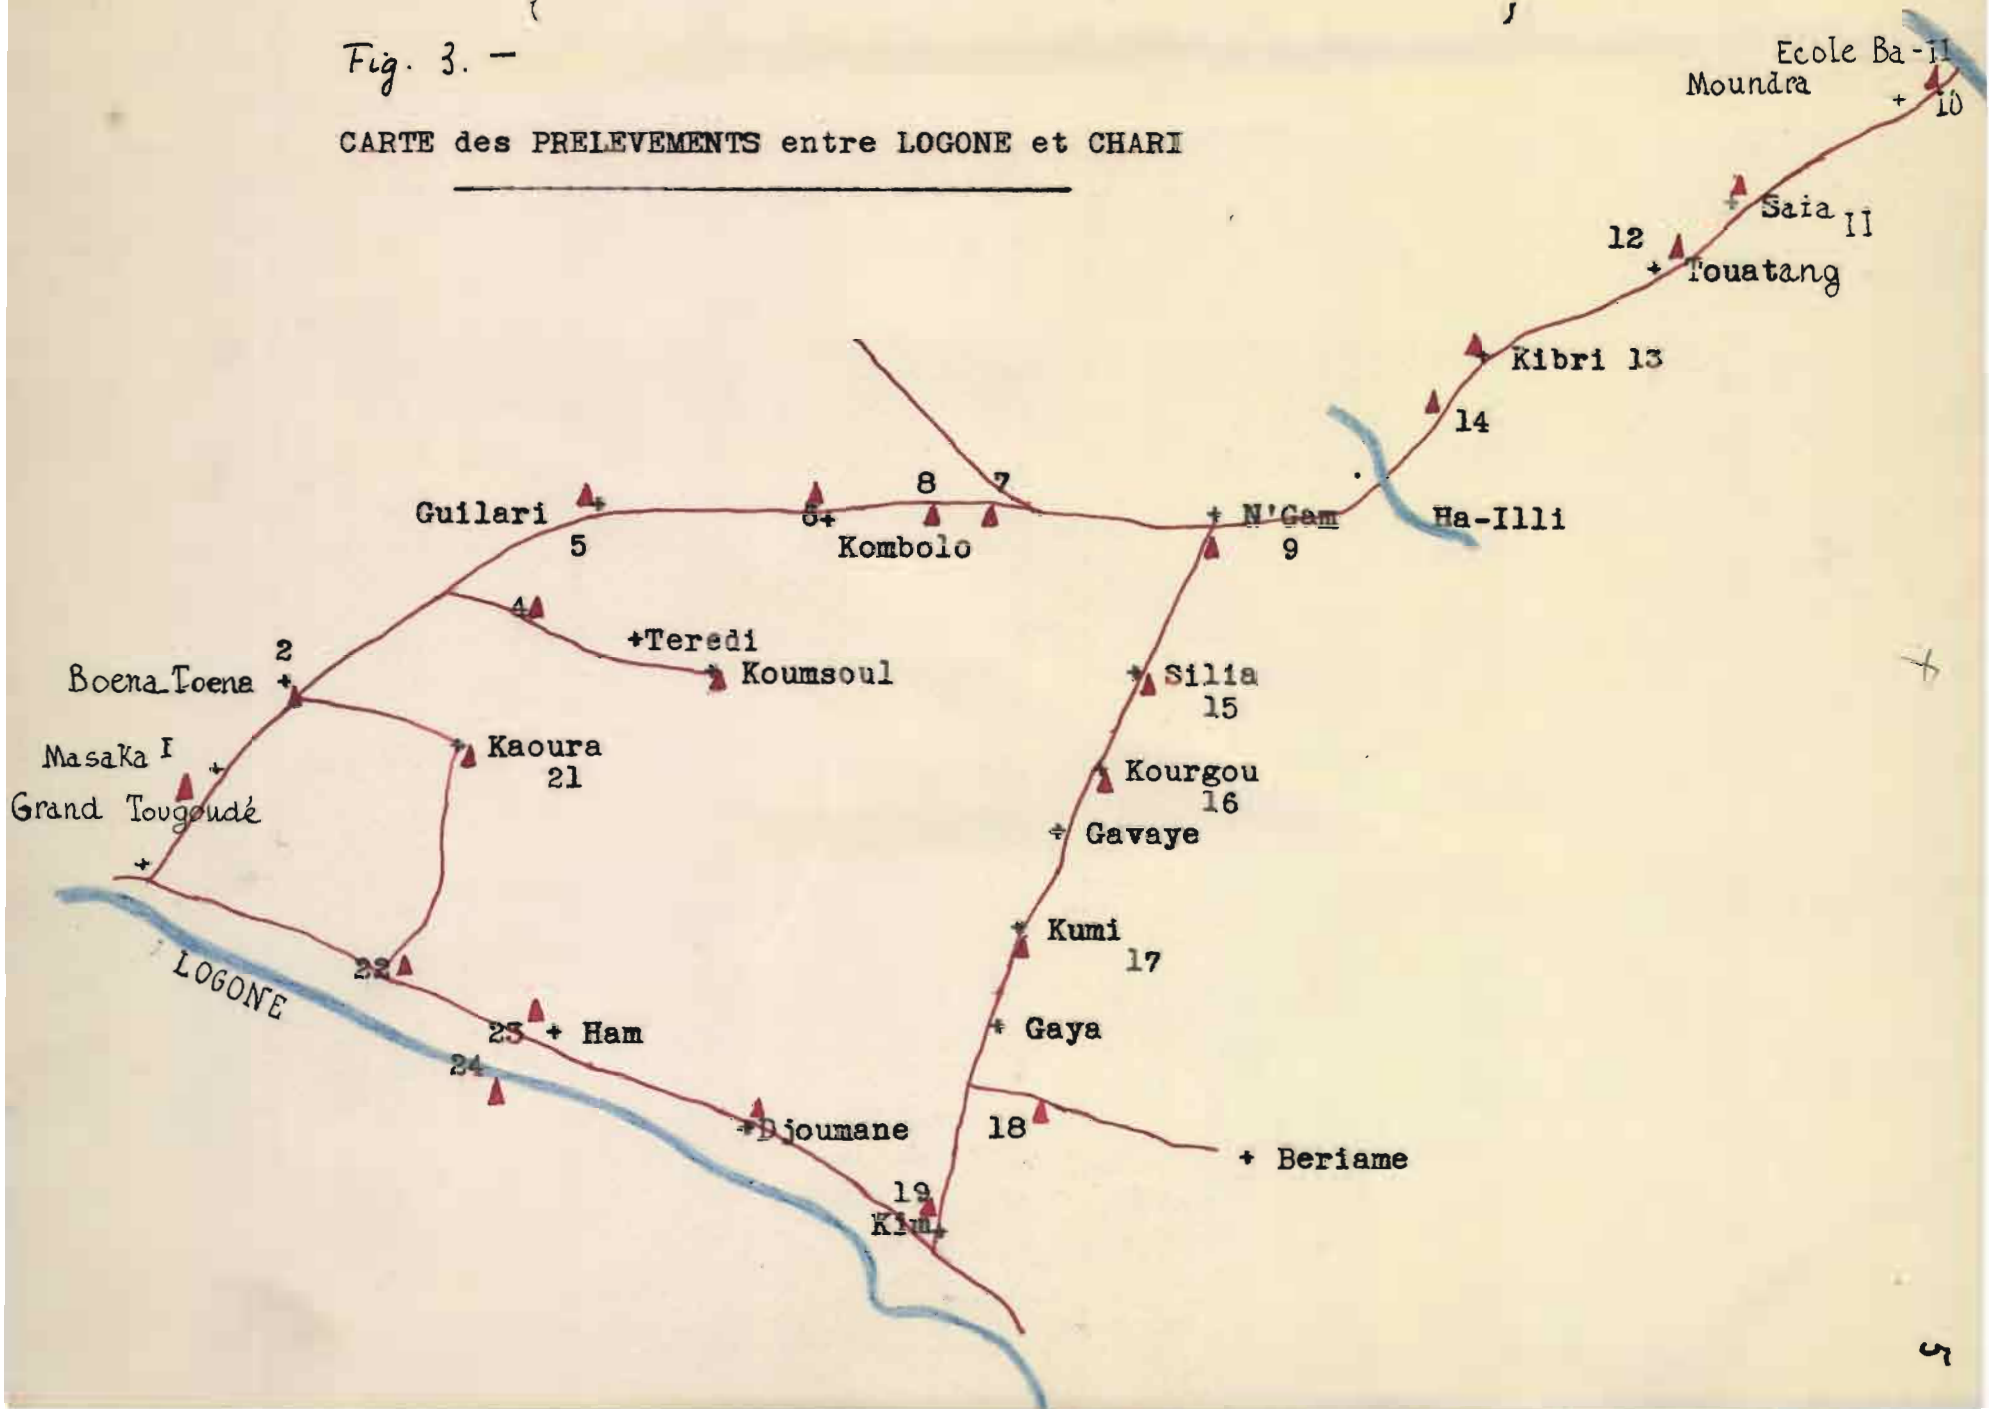 Fig. 3. —
CARTE des PRELEVEMENTS entre LOGONE et CHARI
Ecole Ba-il
Moundra
10
Saia II
12
Touatang
Kibri 13
14
Ha-Illi
Guilari
5
6
8
7
Kombolo
N'Gam
9
4
Teredi
Koumsoul
2
Boena Toena
Masaka I
Grand Tougoudé
Kaoura
21
Silia
15
Kourgou
16
Gavaye
Kumi
17
Gaya
LOGONE
22
23
Ham
24
Djoumane
18
Beriame
19
Kim
5